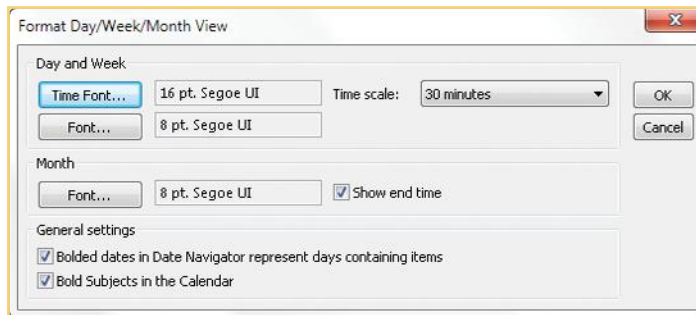 Format Day/Week/Month View
Day and Week
Time Font... 16 pt. Segoe UI Time scale: 30 minutes OK
Font... 8 pt. Segoe UI Cancel
Month
Font... 8 pt. Segoe UI Show end time
General settings
Bolded dates in Date Navigator represent days containing items
Bold Subjects in the Calendar